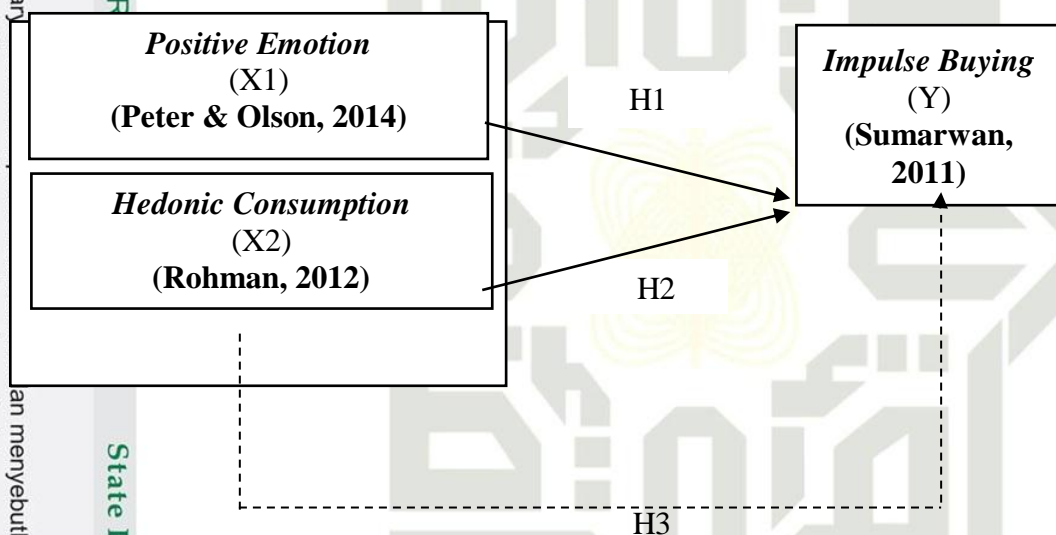 Positive Emotion
(X1)
(Peter & Olson, 2014)
H1
Impulse Buying
(Y)
(Sumarwan,
2011)
Hedonic Consumption
(X2)
(Rohman, 2012)
H2
H3
State
an menyebut